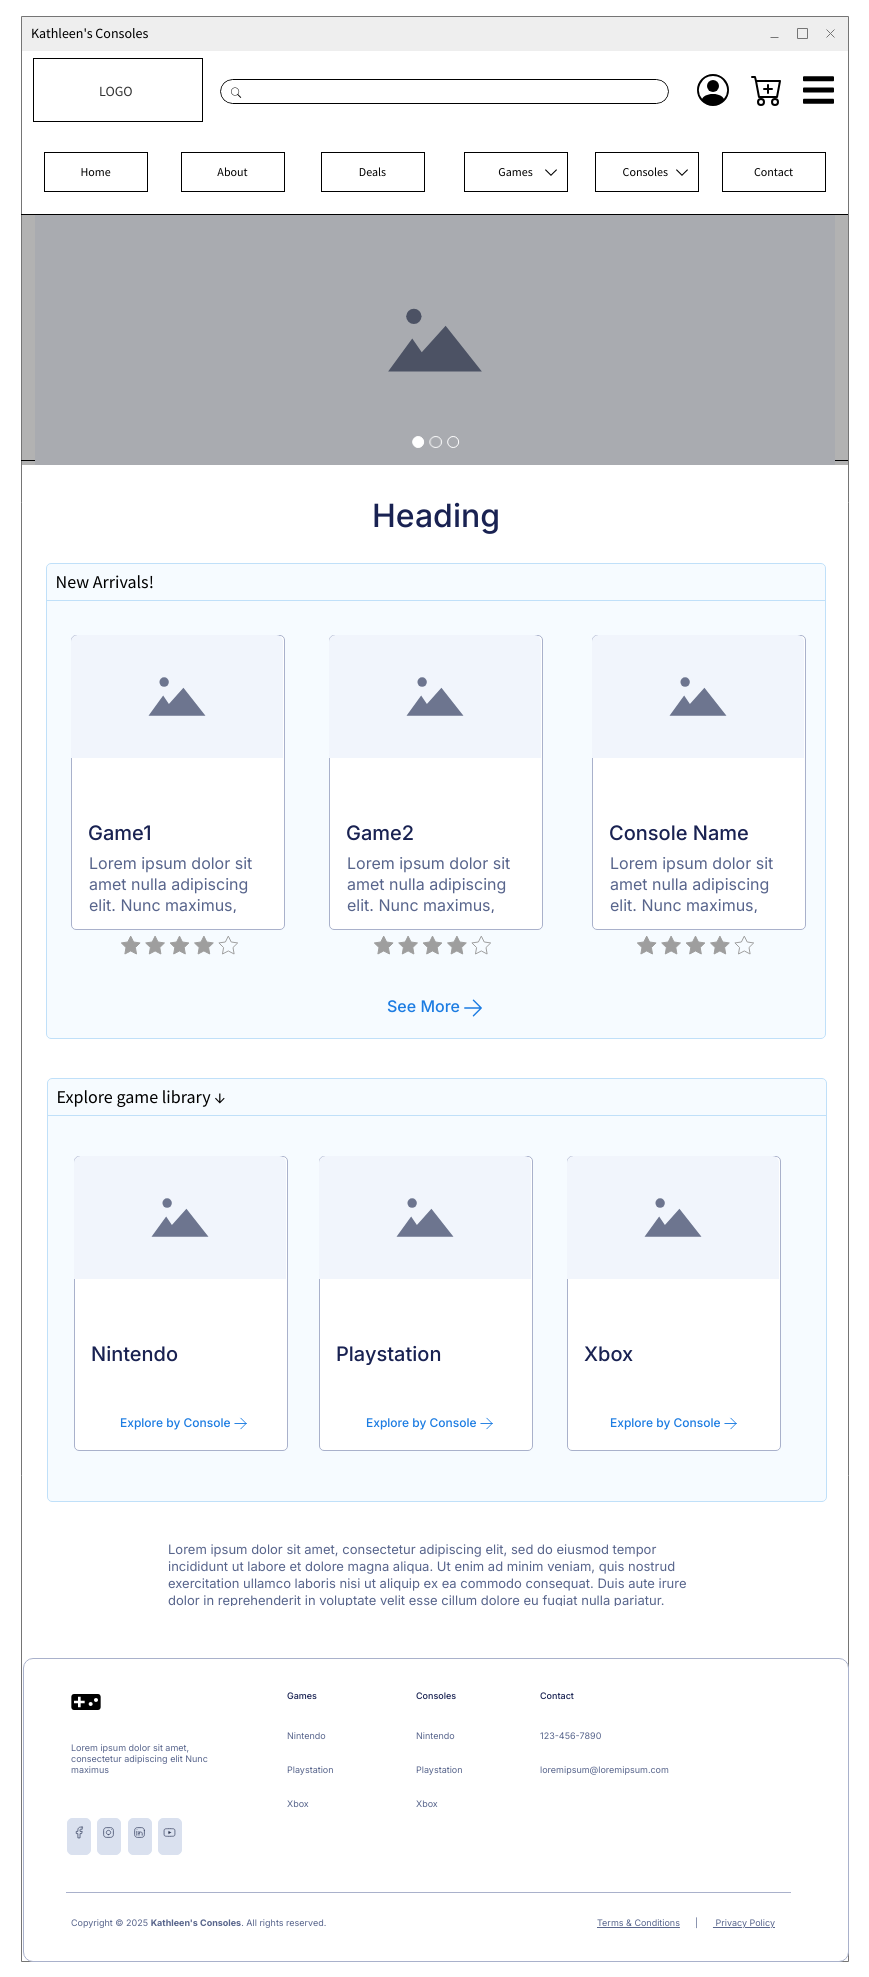 Kathleen's Consoles
LOGO
Home
About
Deals
Games
Consoles
Contact
Heading
New Arrivals!
Game1
Lorem ipsum dolor sit
amet nulla adipiscing
elit. Nunc maximus,
Game2
Lorem ipsum dolor sit
amet nulla adipiscing
elit. Nunc maximus,
Console Name
Lorem ipsum dolor sit
amet nulla adipiscing
elit. Nunc maximus,
See More →
Explore game library ↓
Nintendo
Explore by Console →
Playstation
Explore by Console →
Xbox
Explore by Console →
Lorem ipsum dolor sit amet, consectetur adipiscing elit, sed do eiusmod tempor
incididunt ut labore et dolore magna aliqua. Ut enim ad minim veniam, quis nostrud
exercitation ullamco laboris nisi ut aliquip ex ea commodo consequat. Duis aute irure
dolor in reprehenderit in voluptate velit esse cillum dolore eu fugiat nulla pariatur.
Lorem ipsum dolor sit amet,
consectetur adipiscing elit Nunc
maximus
Games
Nintendo
Playstation
Xbox
Consoles
Nintendo
Playstation
Xbox
Contact
123-456-7890
loremipsum@loremipsum.com
Copyright © 2025 Kathleen's Consoles. All rights reserved.
Terms & Conditions | Privacy Policy